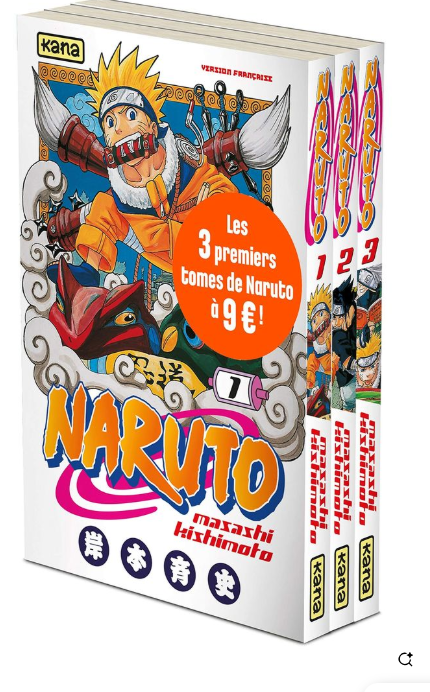 KANA
VERSION FRANÇAISE
Les
3 premiers
tomes de Naruto
à 9 € !
1
NARUTO
masashi
kishimoto
岸本斉史
NARUTO
1
masashi
kishimoto
KANA
NARUTO
2
masashi
kishimoto
KANA
NARUTO
3
masashi
kishimoto
KANA